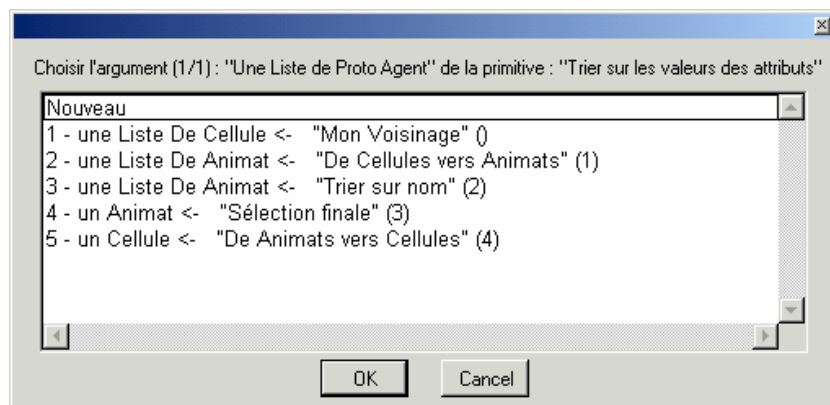 Choisir l'argument (1/1) : "Une Liste de Proto Agent" de la primitive : "Trier sur les valeurs des attributs"
Nouveau
1 - une Liste De Cellule <- "Mon Voisinage" ()
2 - une Liste De Animat <- "De Cellules vers Animats" (1)
3 - une Liste De Animat <- "Trier sur nom" (2)
4 - un Animat <- "Sélection finale" (3)
5 - un Cellule <- "De Animats vers Cellules" (4)
OK Cancel